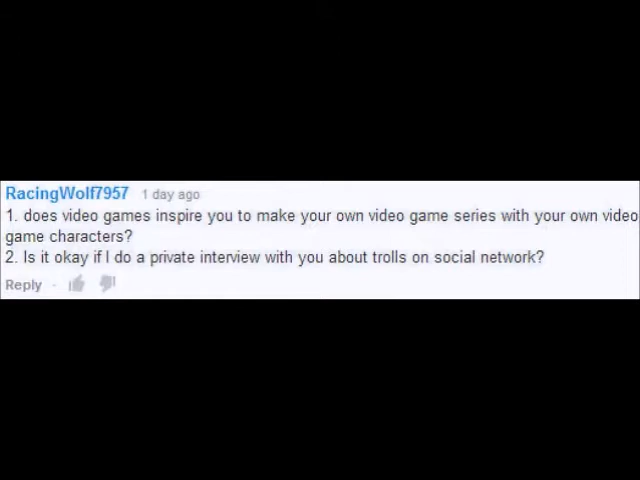 RacingWolf7957 1 day ago
1. does video games inspire you to make your own video game series with your own video
game characters?
2. Is it okay if I do a private interview with you about trolls on social network?
Reply ·